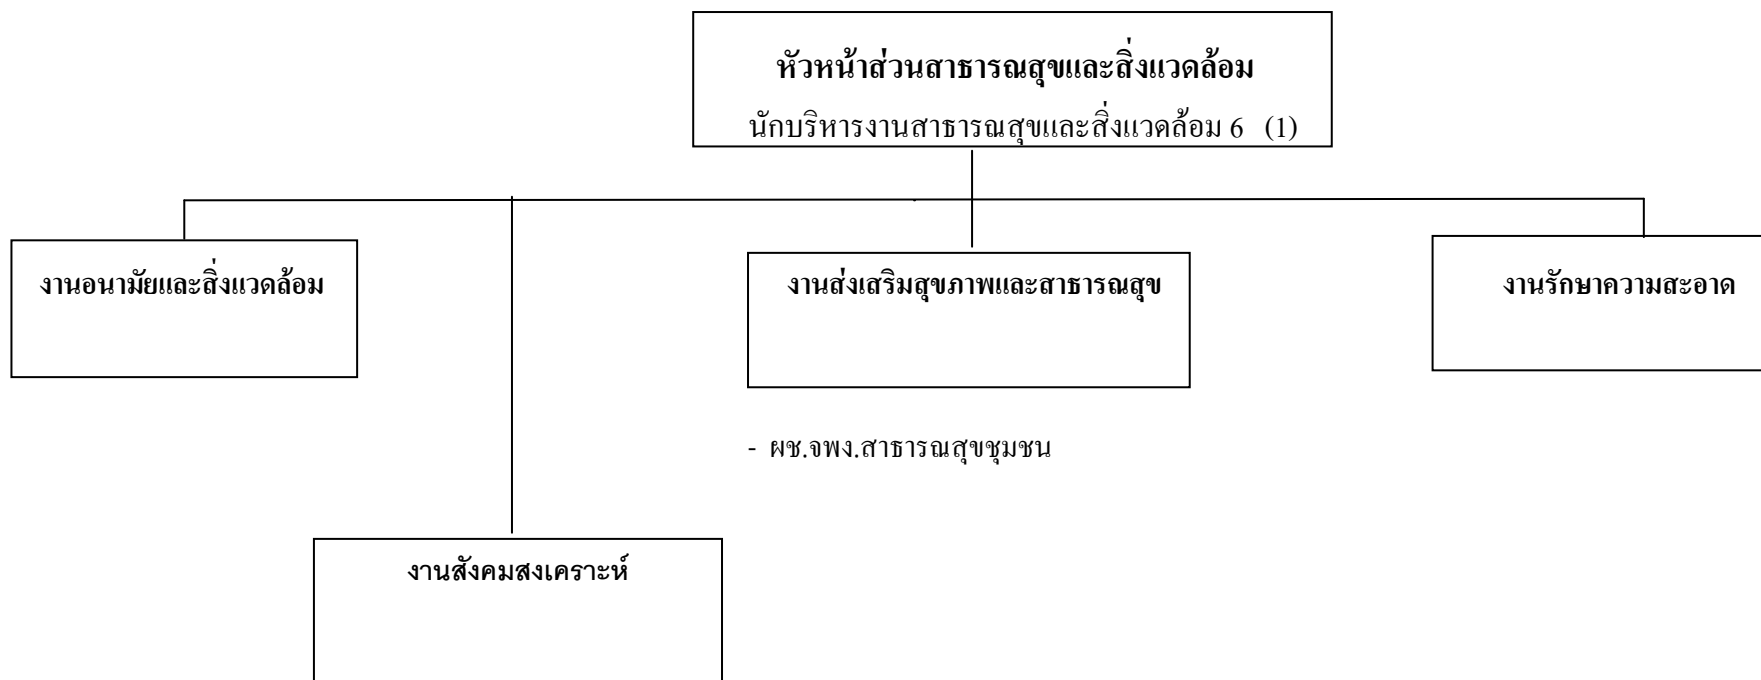 หัวหน้าส่วนสาธารณสุขและสิ่งแวดล้อม
นักบริหารงานสาธารณสุขและสิ่งแวดล้อม 6 (1)
งานอนามัยและสิ่งแวดล้อม
งานส่งเสริมสุขภาพและสาธารณสุข
งานรักษาความสะอาด
- ผช.จพง.สาธารณสุขชุมชน
งานสังคมสงเคราะห์